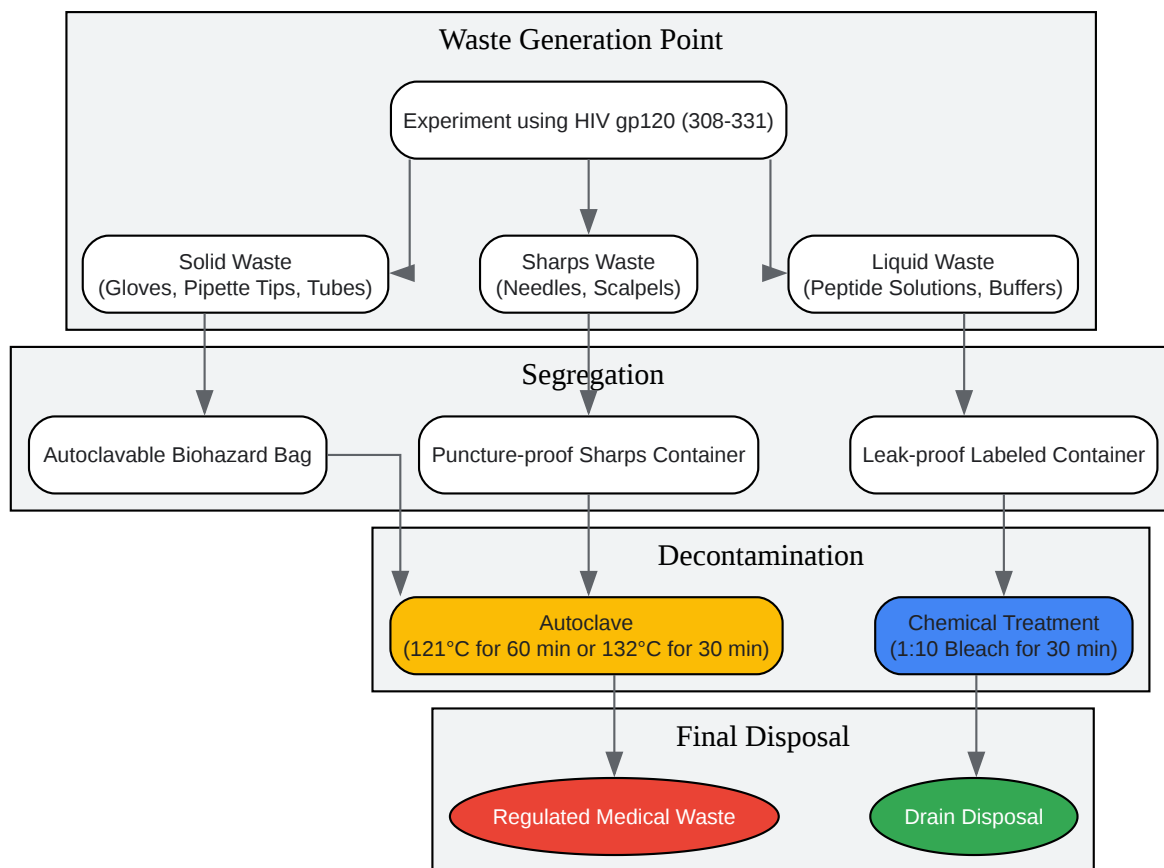 Waste Generation Point
Experiment using HIV gp120 (308-331)
Solid Waste
(Gloves, Pipette Tips, Tubes)
Sharps Waste
(Needles, Scalpels)
Liquid Waste
(Peptide Solutions, Buffers)
Segregation
Autoclavable Biohazard Bag
Puncture-proof Sharps Container
Leak-proof Labeled Container
Decontamination
Autoclave
(121°C for 60 min or 132°C for 30 min)
Chemical Treatment
(1:10 Bleach for 30 min)
Final Disposal
Regulated Medical Waste
Drain Disposal